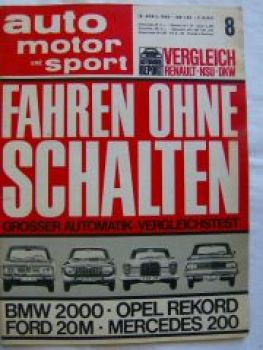 auto
motor
und
sport
8
VERGLEICH
RENAULT·NSU·DKW
FAHREN OHNE
SCHALTEN
GROSSER AUTOMATIK-VERGLEICHSTEST
BMW 2000 · OPEL REKORD
FORD 20M · MERCEDES 200